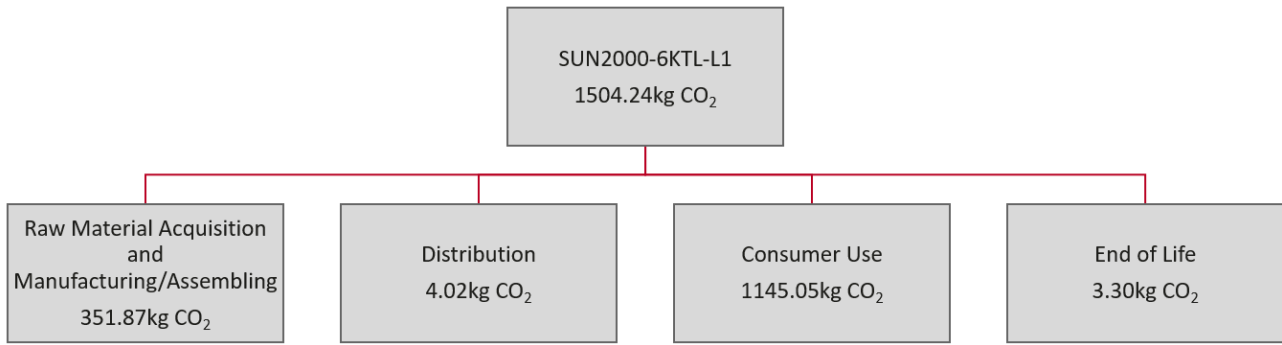 SUN2000-6KTL-L1
1504.24kg CO₂
Raw Material Acquisition
and
Manufacturing/Assembling
351.87kg CO₂
Distribution
4.02kg CO₂
Consumer Use
1145.05kg CO₂
End of Life
3.30kg CO₂